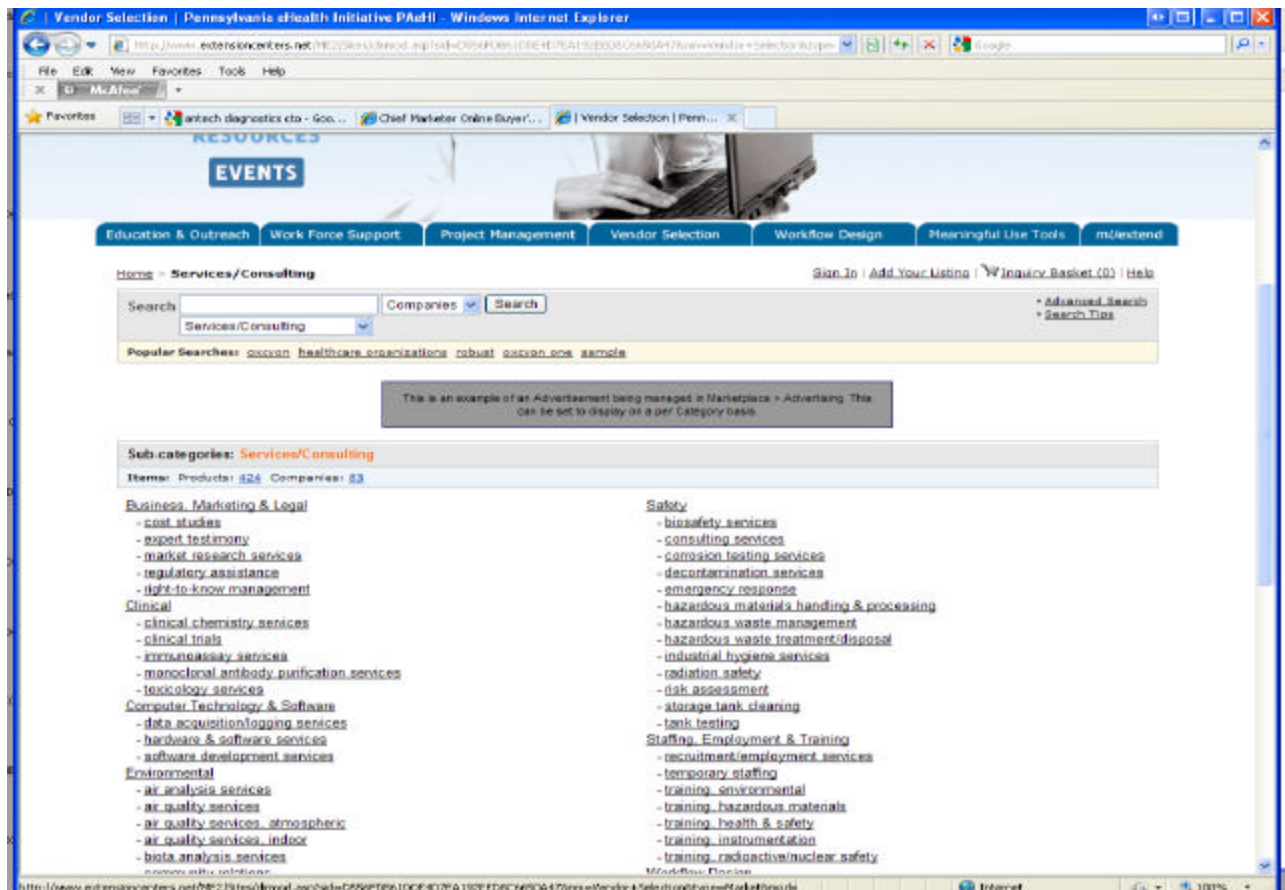 Vendor Selection | Pennsylvania eHealth Initiative PAeHI - Windows Internet Explorer
Google
File Edit View Favorites Tools Help
X McAfee
Favorites
antech diagnostics cto - Goo...
Chief Marketer Online Buyer'...
| Vendor Selection | Penn... X
RESOURCES
EVENTS
Education & Outreach
Work Force Support
Project Management
Vendor Selection
Workflow Design
Meaningful Use Tools
mUextend
Home > Services/Consulting
Sign In | Add Your Listing | Inquiry Basket (0) | Help
Search Companies Search
• Advanced Search
• Search Tips
Services/Consulting
Popular Searches: oxcyon healthcare organizations robust oxcyon one sample
This is an example of an Advertisement being managed in Marketplace > Advertising. This
can be set to display on a per Category basis.
Sub-categories: Services/Consulting
Items: Products: 424 Companies: 83
Business, Marketing & Legal
- cost studies
- expert testimony
- market research services
- regulatory assistance
- right-to-know management
Clinical
- clinical chemistry services
- clinical trials
- immunoassay services
- monoclonal antibody purification services
- toxicology services
Computer Technology & Software
- data acquisition/logging services
- hardware & software services
- software development services
Environmental
- air analysis services
- air quality services
- air quality services, atmospheric
- air quality services, indoor
- biota analysis services
- community relations
Safety
- biosafety services
- consulting services
- corrosion testing services
- decontamination services
- emergency response
- hazardous materials handling & processing
- hazardous waste management
- hazardous waste treatment/disposal
- industrial hygiene services
- radiation safety
- risk assessment
- storage tank cleaning
- tank testing
Staffing, Employment & Training
- recruitment/employment services
- temporary staffing
- training, environmental
- training, hazardous materials
- training, health & safety
- training, instrumentation
- training, radioactive/nuclear safety
Workflow Design
Internet
100%